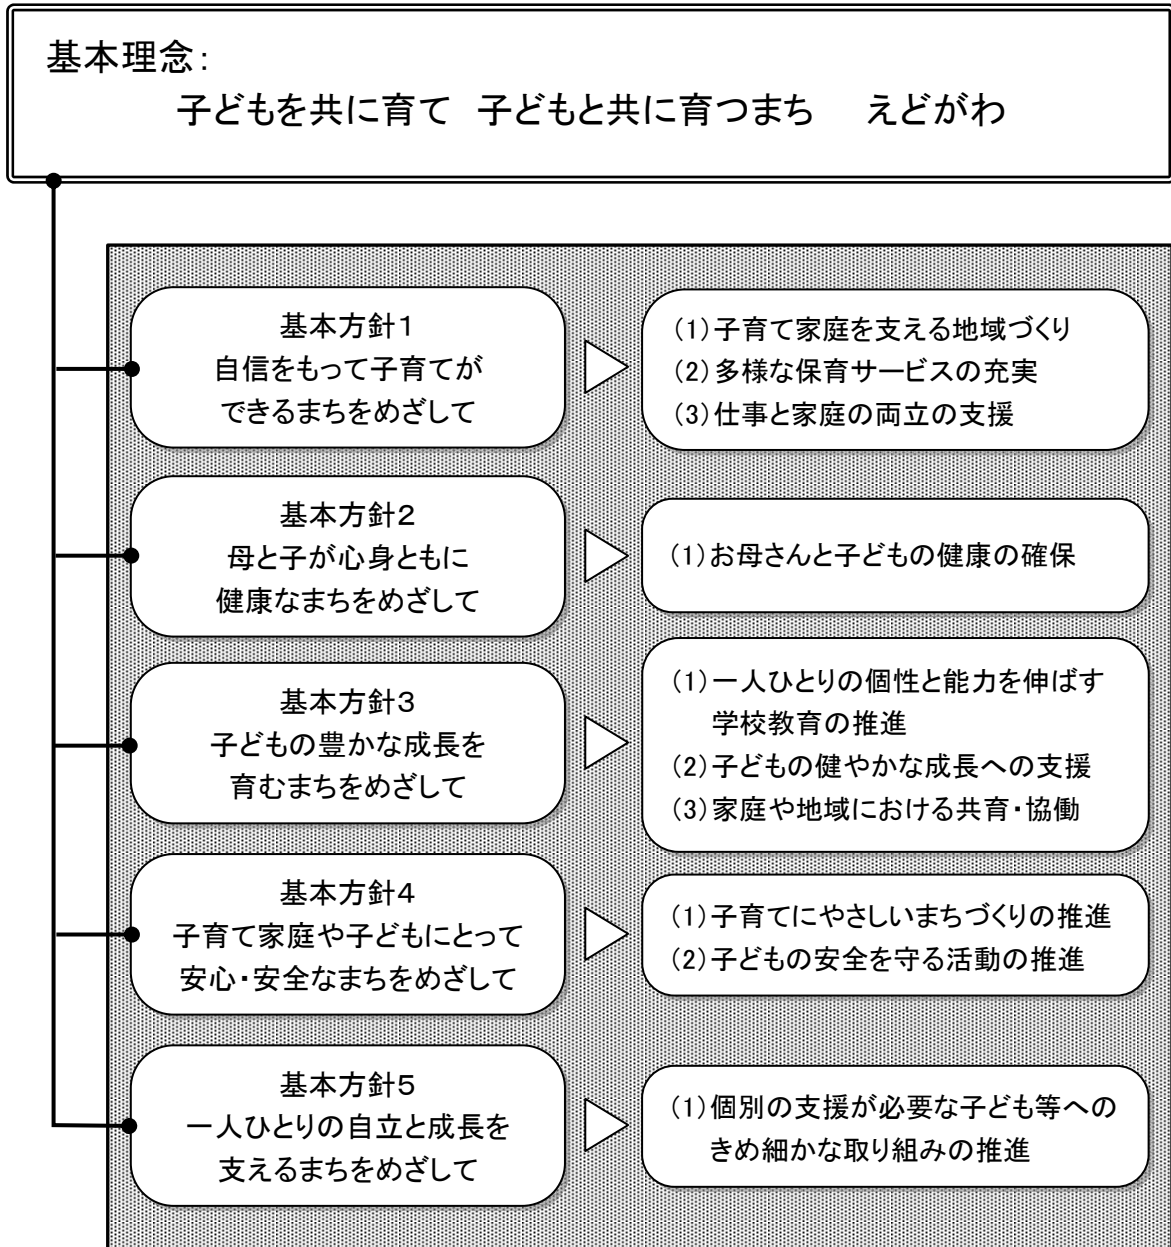 基本理念:
子どもを共に育て 子どもと共に育つまち えどがわ
基本方針1
自信をもって子育てが
できるまちをめざして
(1)子育て家庭を支える地域づくり
(2)多様な保育サービスの充実
(3)仕事と家庭の両立の支援
基本方針2
母と子が心身ともに
健康なまちをめざして
(1)お母さんと子どもの健康の確保
基本方針3
子どもの豊かな成長を
育むまちをめざして
(1)一人ひとりの個性と能力を伸ばす
学校教育の推進
(2)子どもの健やかな成長への支援
(3)家庭や地域における共育・協働
基本方針4
子育て家庭や子どもにとって
安心・安全なまちをめざして
(1)子育てにやさしいまちづくりの推進
(2)子どもの安全を守る活動の推進
基本方針5
一人ひとりの自立と成長を
支えるまちをめざして
(1)個別の支援が必要な子ども等への
きめ細かな取り組みの推進